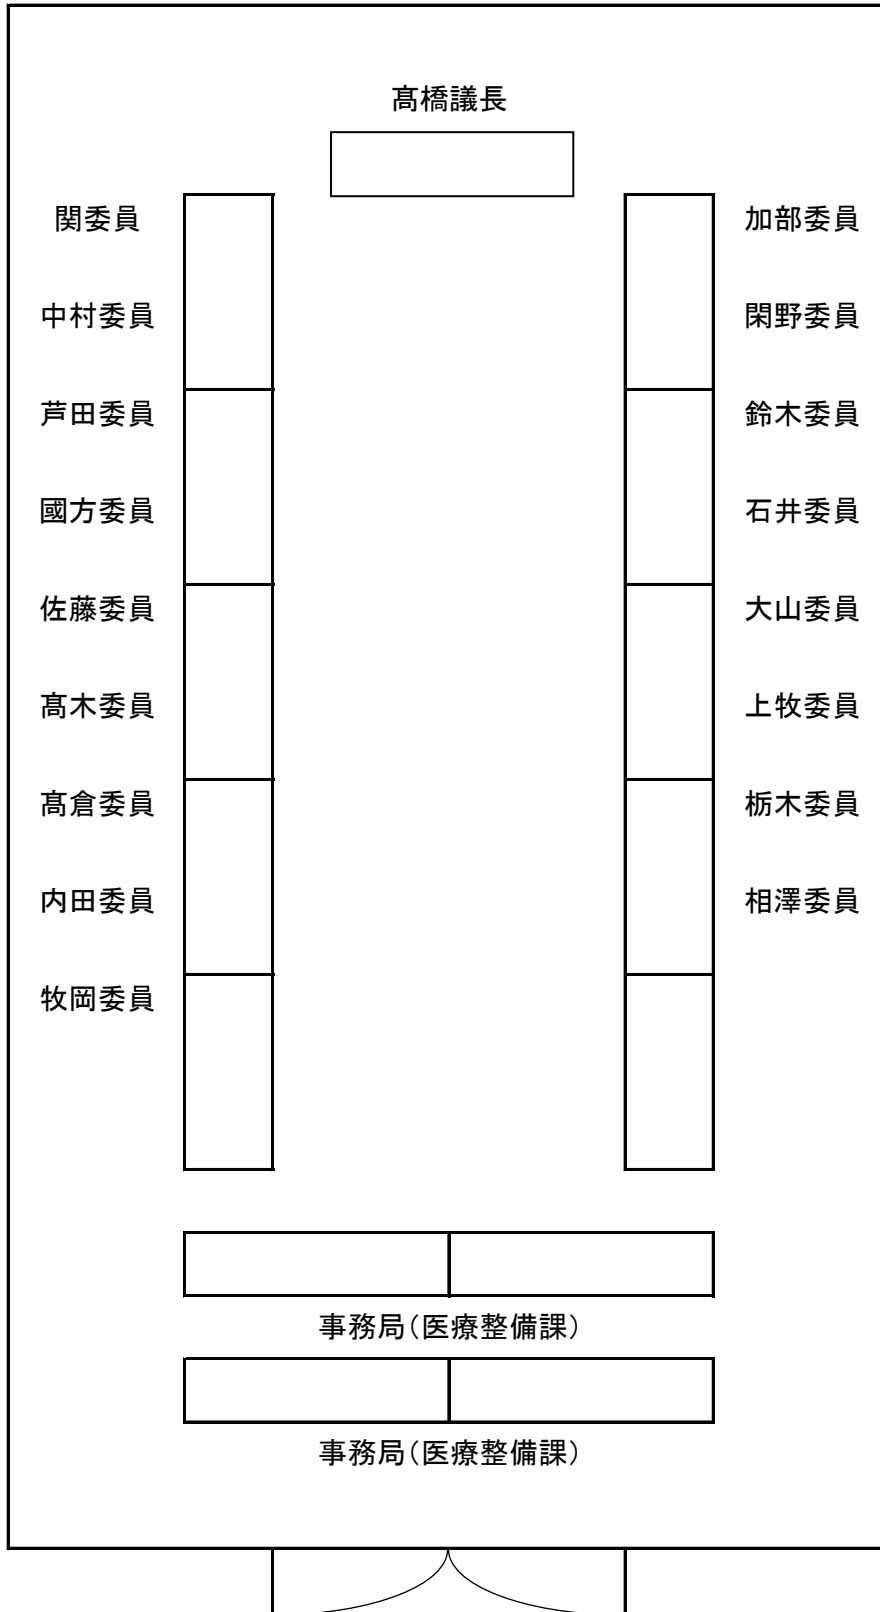 髙橋議長
関委員
加部委員
中村委員
閑野委員
芦田委員
鈴木委員
國方委員
石井委員
佐藤委員
大山委員
髙木委員
上牧委員
髙倉委員
栃木委員
内田委員
相澤委員
牧岡委員
事務局（医療整備課）
事務局（医療整備課）